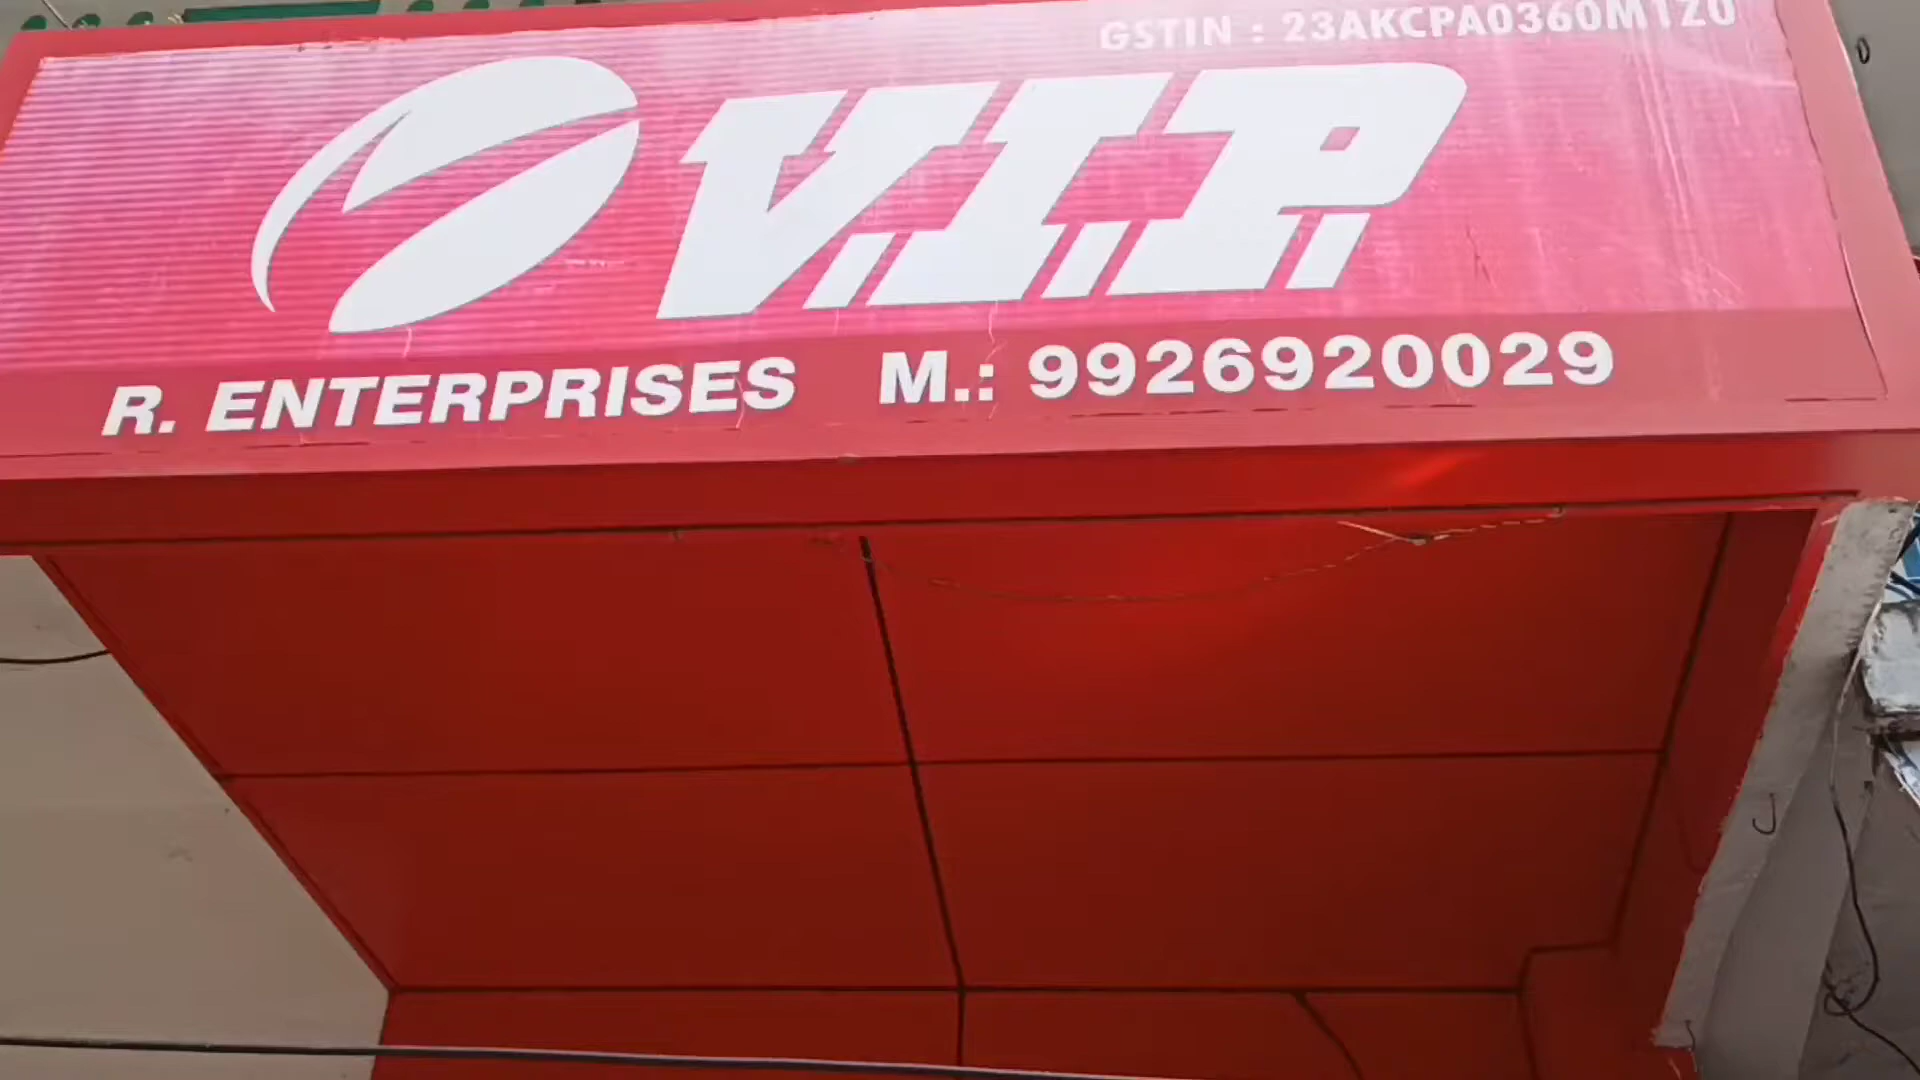 GSTIN : 23AKCPA0360M1Z0
V.I.P.
R. ENTERPRISES M.: 9926920029